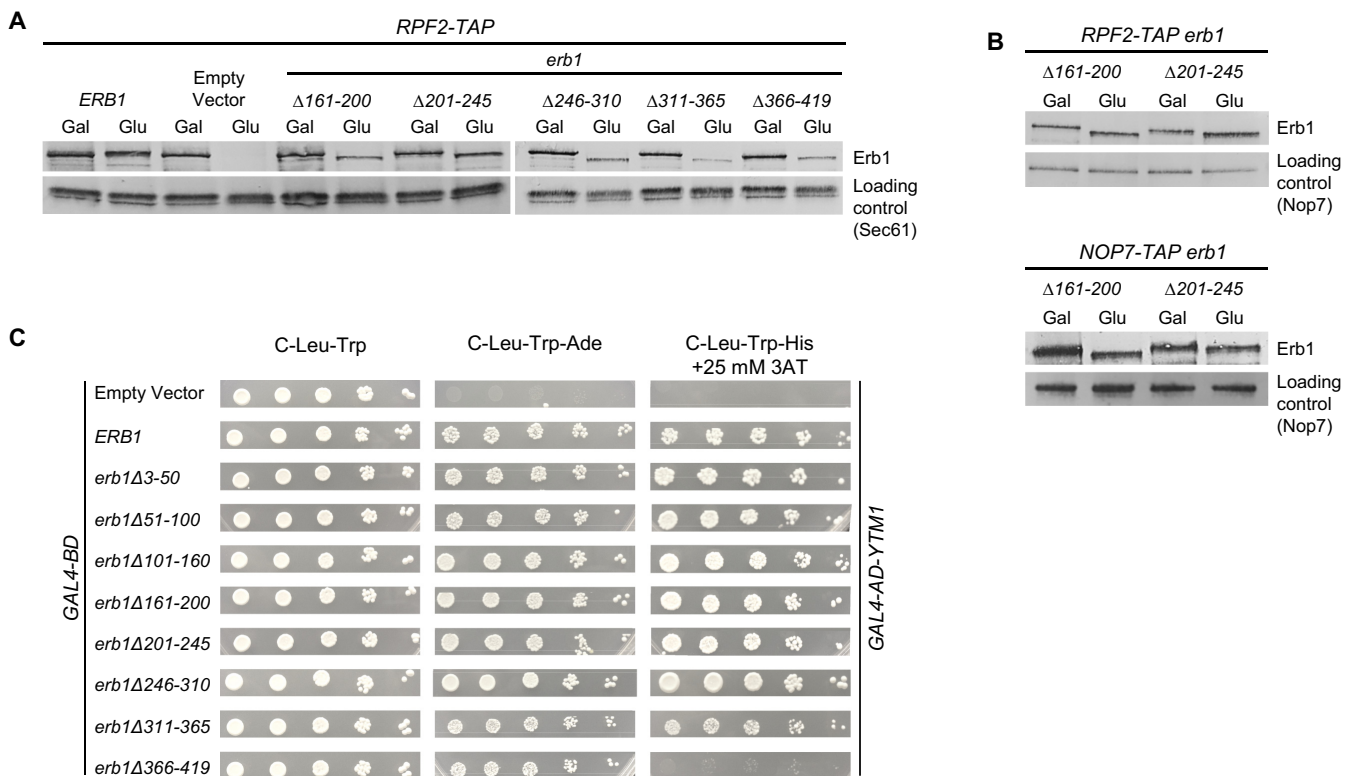 A
RPF2-TAP
erb1
ERB1
Empty
Vector
Δ161-200
Δ201-245
Δ246-310
Δ311-365
Δ366-419
Gal Glu Gal Glu Gal Glu Gal Glu Gal Glu Gal Glu Gal Glu
Erb1
Loading
control
(Sec61)
B
RPF2-TAP erb1
Δ161-200 Δ201-245
Gal Glu Gal Glu
Erb1
Loading
control
(Nop7)
NOP7-TAP erb1
Δ161-200 Δ201-245
Gal Glu Gal Glu
Erb1
Loading
control
(Nop7)
C
C-Leu-Trp
C-Leu-Trp-Ade
C-Leu-Trp-His
+25 mM 3AT
GAL4-BD
Empty Vector
ERB1
erb1Δ3-50
erb1Δ51-100
erb1Δ101-160
erb1Δ161-200
erb1Δ201-245
erb1Δ246-310
erb1Δ311-365
erb1Δ366-419
GAL4-AD-YTM1